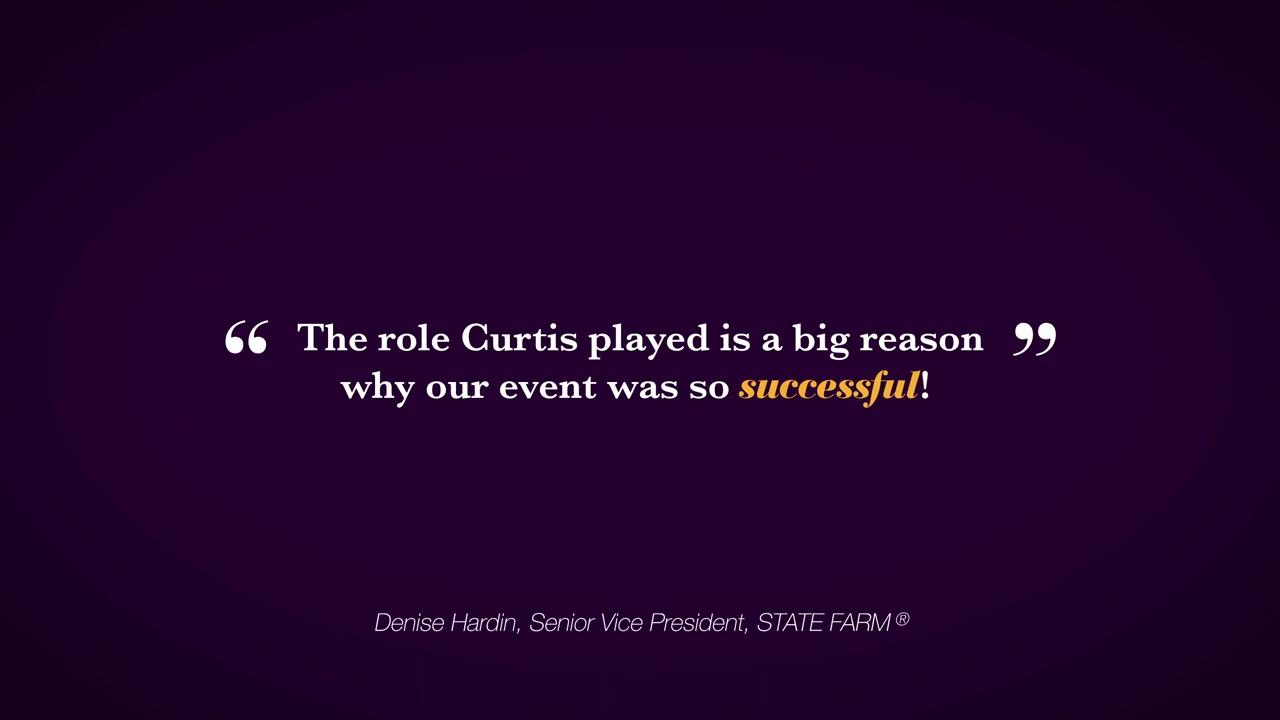 “ The role Curtis played is a big reason ”
why our event was so successful!
Denise Hardin, Senior Vice President, STATE FARM ®